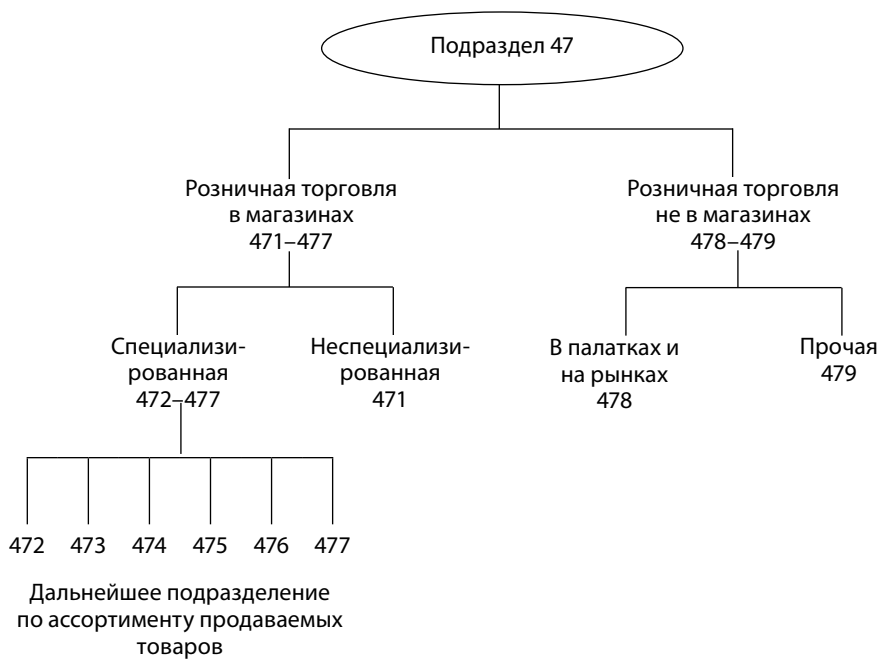 Подраздел 47
Розничная торговля
в магазинах
471–477
Розничная торговля
не в магазинах
478–479
Специализи-
рованная
472–477
Неспециализи-
рованная
471
В палатках и
на рынках
478
Прочая
479
472 473 474 475 476 477
Дальнейшее подразделение
по ассортименту продаваемых
товаров